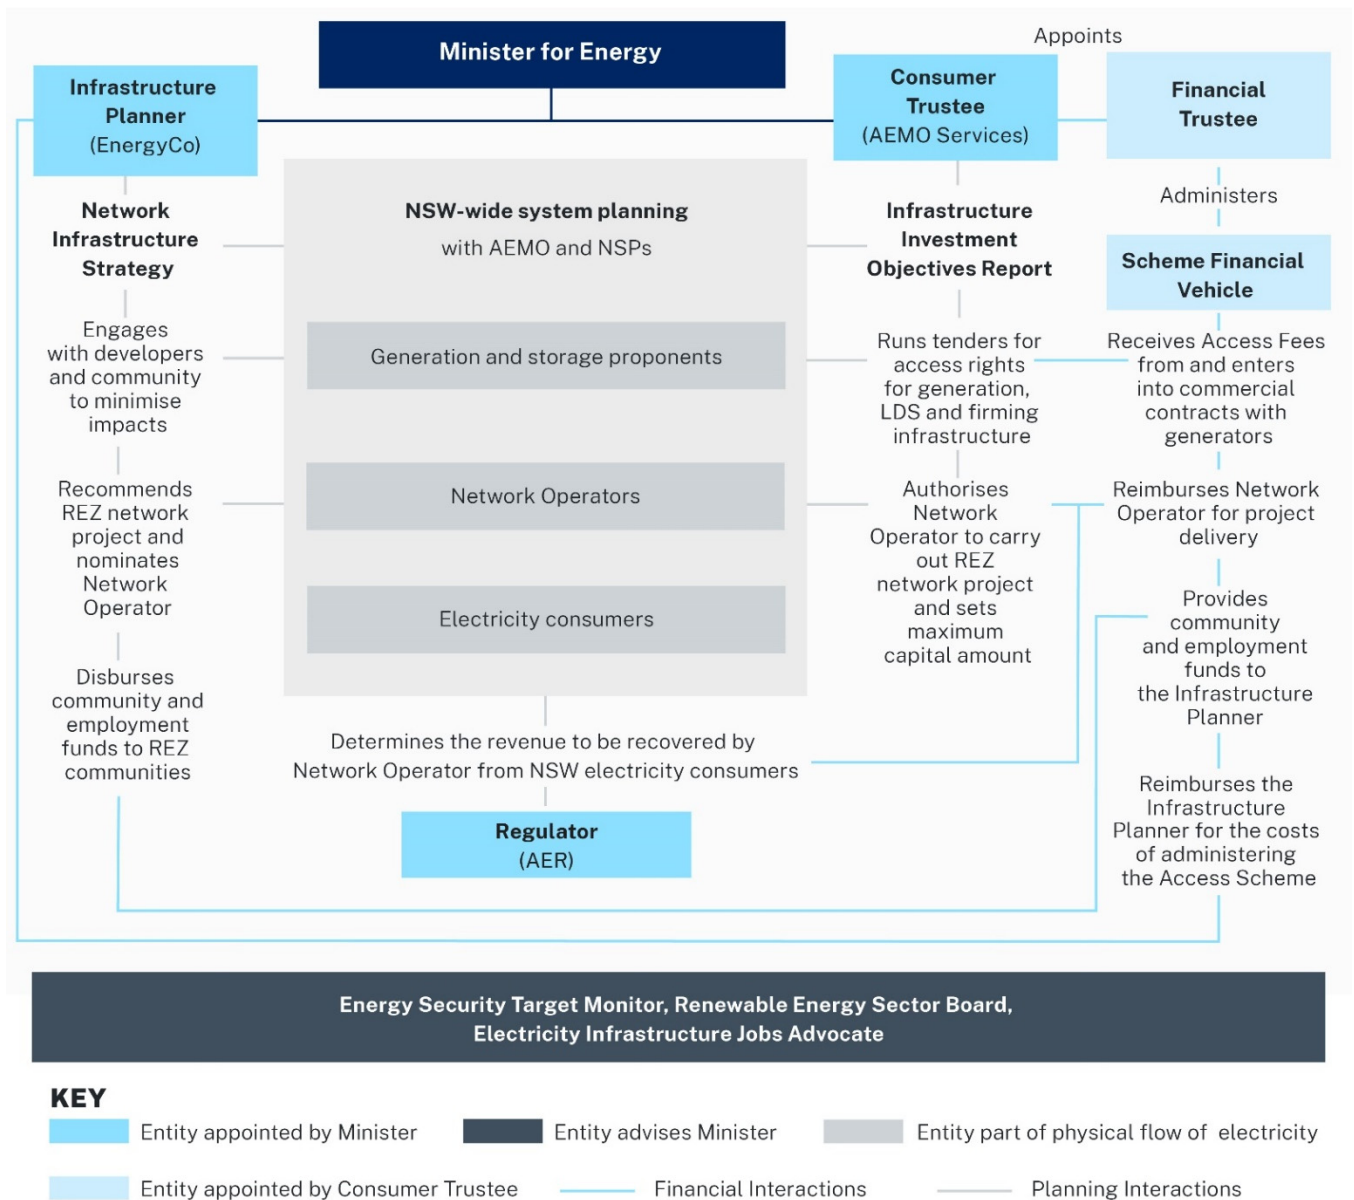 Minister for Energy
Appoints
Infrastructure
Planner
(EnergyCo)
Consumer
Trustee
(AEMO Services)
Financial
Trustee
Administers
Network
Infrastructure
Strategy
NSW-wide system planning
with AEMO and NSPs
Infrastructure
Investment
Objectives Report
Scheme Financial
Vehicle
Engages
with developers
and community
to minimise
impacts
Generation and storage proponents
Runs tenders for
access rights
for generation,
LDS and firming
infrastructure
Receives Access Fees
from and enters
into commercial
contracts with
generators
Recommends
REZ network
project and
nominates
Network
Operator
Network Operators
Authorises
Network
Operator to carry
out REZ
network project
and sets
maximum
capital amount
Reimburses Network
Operator for project
delivery
Electricity consumers
Provides
community
and employment
funds to
the Infrastructure
Planner
Disburses
community and
employment
funds to REZ
communities
Determines the revenue to be recovered by
Network Operator from NSW electricity consumers
Regulator
(AER)
Reimburses the
Infrastructure
Planner for the costs
of administering
the Access Scheme
Energy Security Target Monitor, Renewable Energy Sector Board,
Electricity Infrastructure Jobs Advocate
KEY
Entity appointed by Minister
Entity advises Minister
Entity part of physical flow of electricity
Entity appointed by Consumer Trustee
Financial Interactions
Planning Interactions